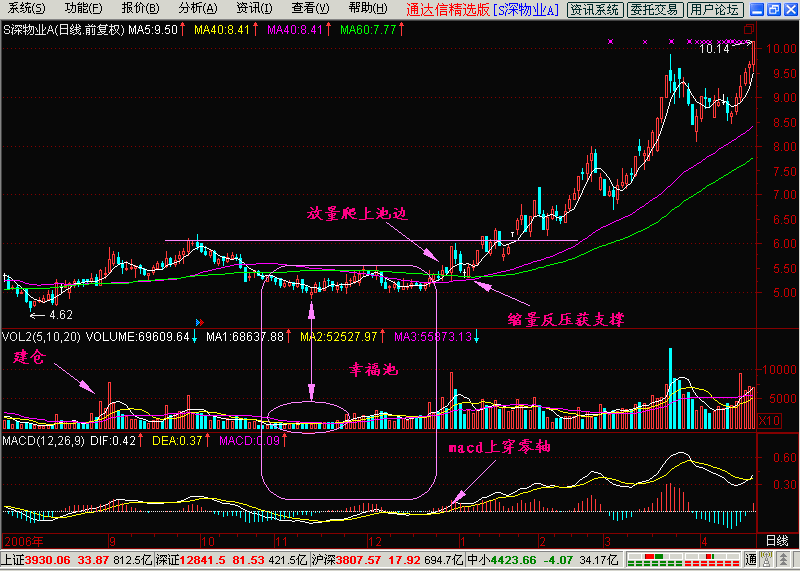 系统(S) 功能(F) 报价(B) 分析(A) 资讯(I) 查看(V) 帮助(H) 通达信精选版 [S深物业A] 资讯系统 委托交易 用户论坛
S深物业A(日线.前复权) MA5:9.50↑ MA40:8.41↑ MA40:8.41↑ MA60:7.77↑
10.14
10.00
9.50
9.00
8.50
8.00
7.50
7.00
6.50
放量爬上池边
6.00
5.50
5.00
4.62
缩量反压获支撑
VOL2(5,10,20) VOLUME:69609.64↓ MA1:68637.88↑ MA2:52527.97↑ MA3:55873.13↓
建仓
幸福池
10000
5000
X10
MACD(12,26,9) DIF:0.42↑ DEA:0.37↑ MACD:0.09↑
macd上穿零轴
0.60
0.30
2006年 9 10 11 12 1 2 3 4 日线
上证3930.06 33.87 812.5亿 深证12841.5 81.53 421.5亿 沪深3807.57 17.92 694.7亿 中小4423.66 -4.07 34.17亿 通